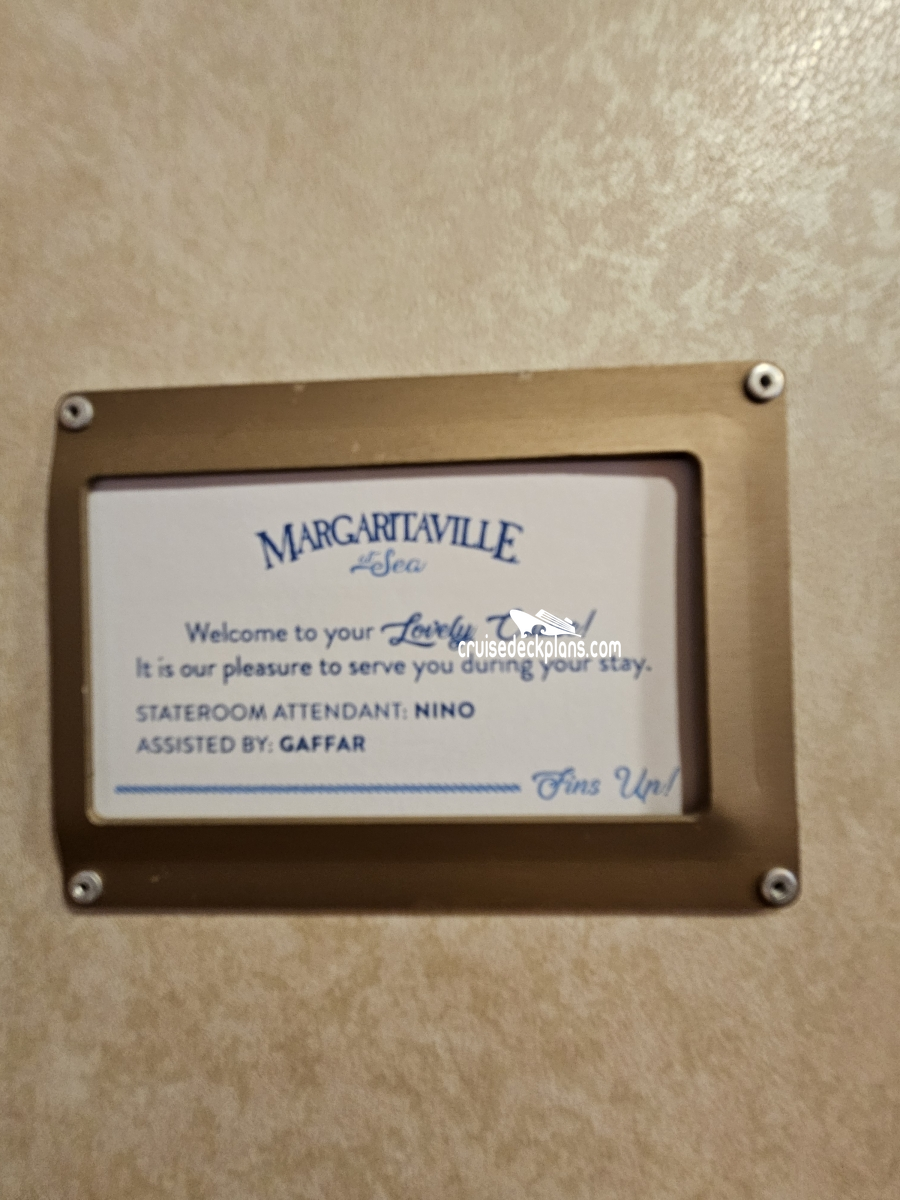 MARGARITAVILLE
at Sea
Welcome to your Lovely
cruisedeckplans.com
It is our pleasure to serve you during your stay.
STATEROOM ATTENDANT: NINO
ASSISTED BY: GAFFAR
Fins Up!